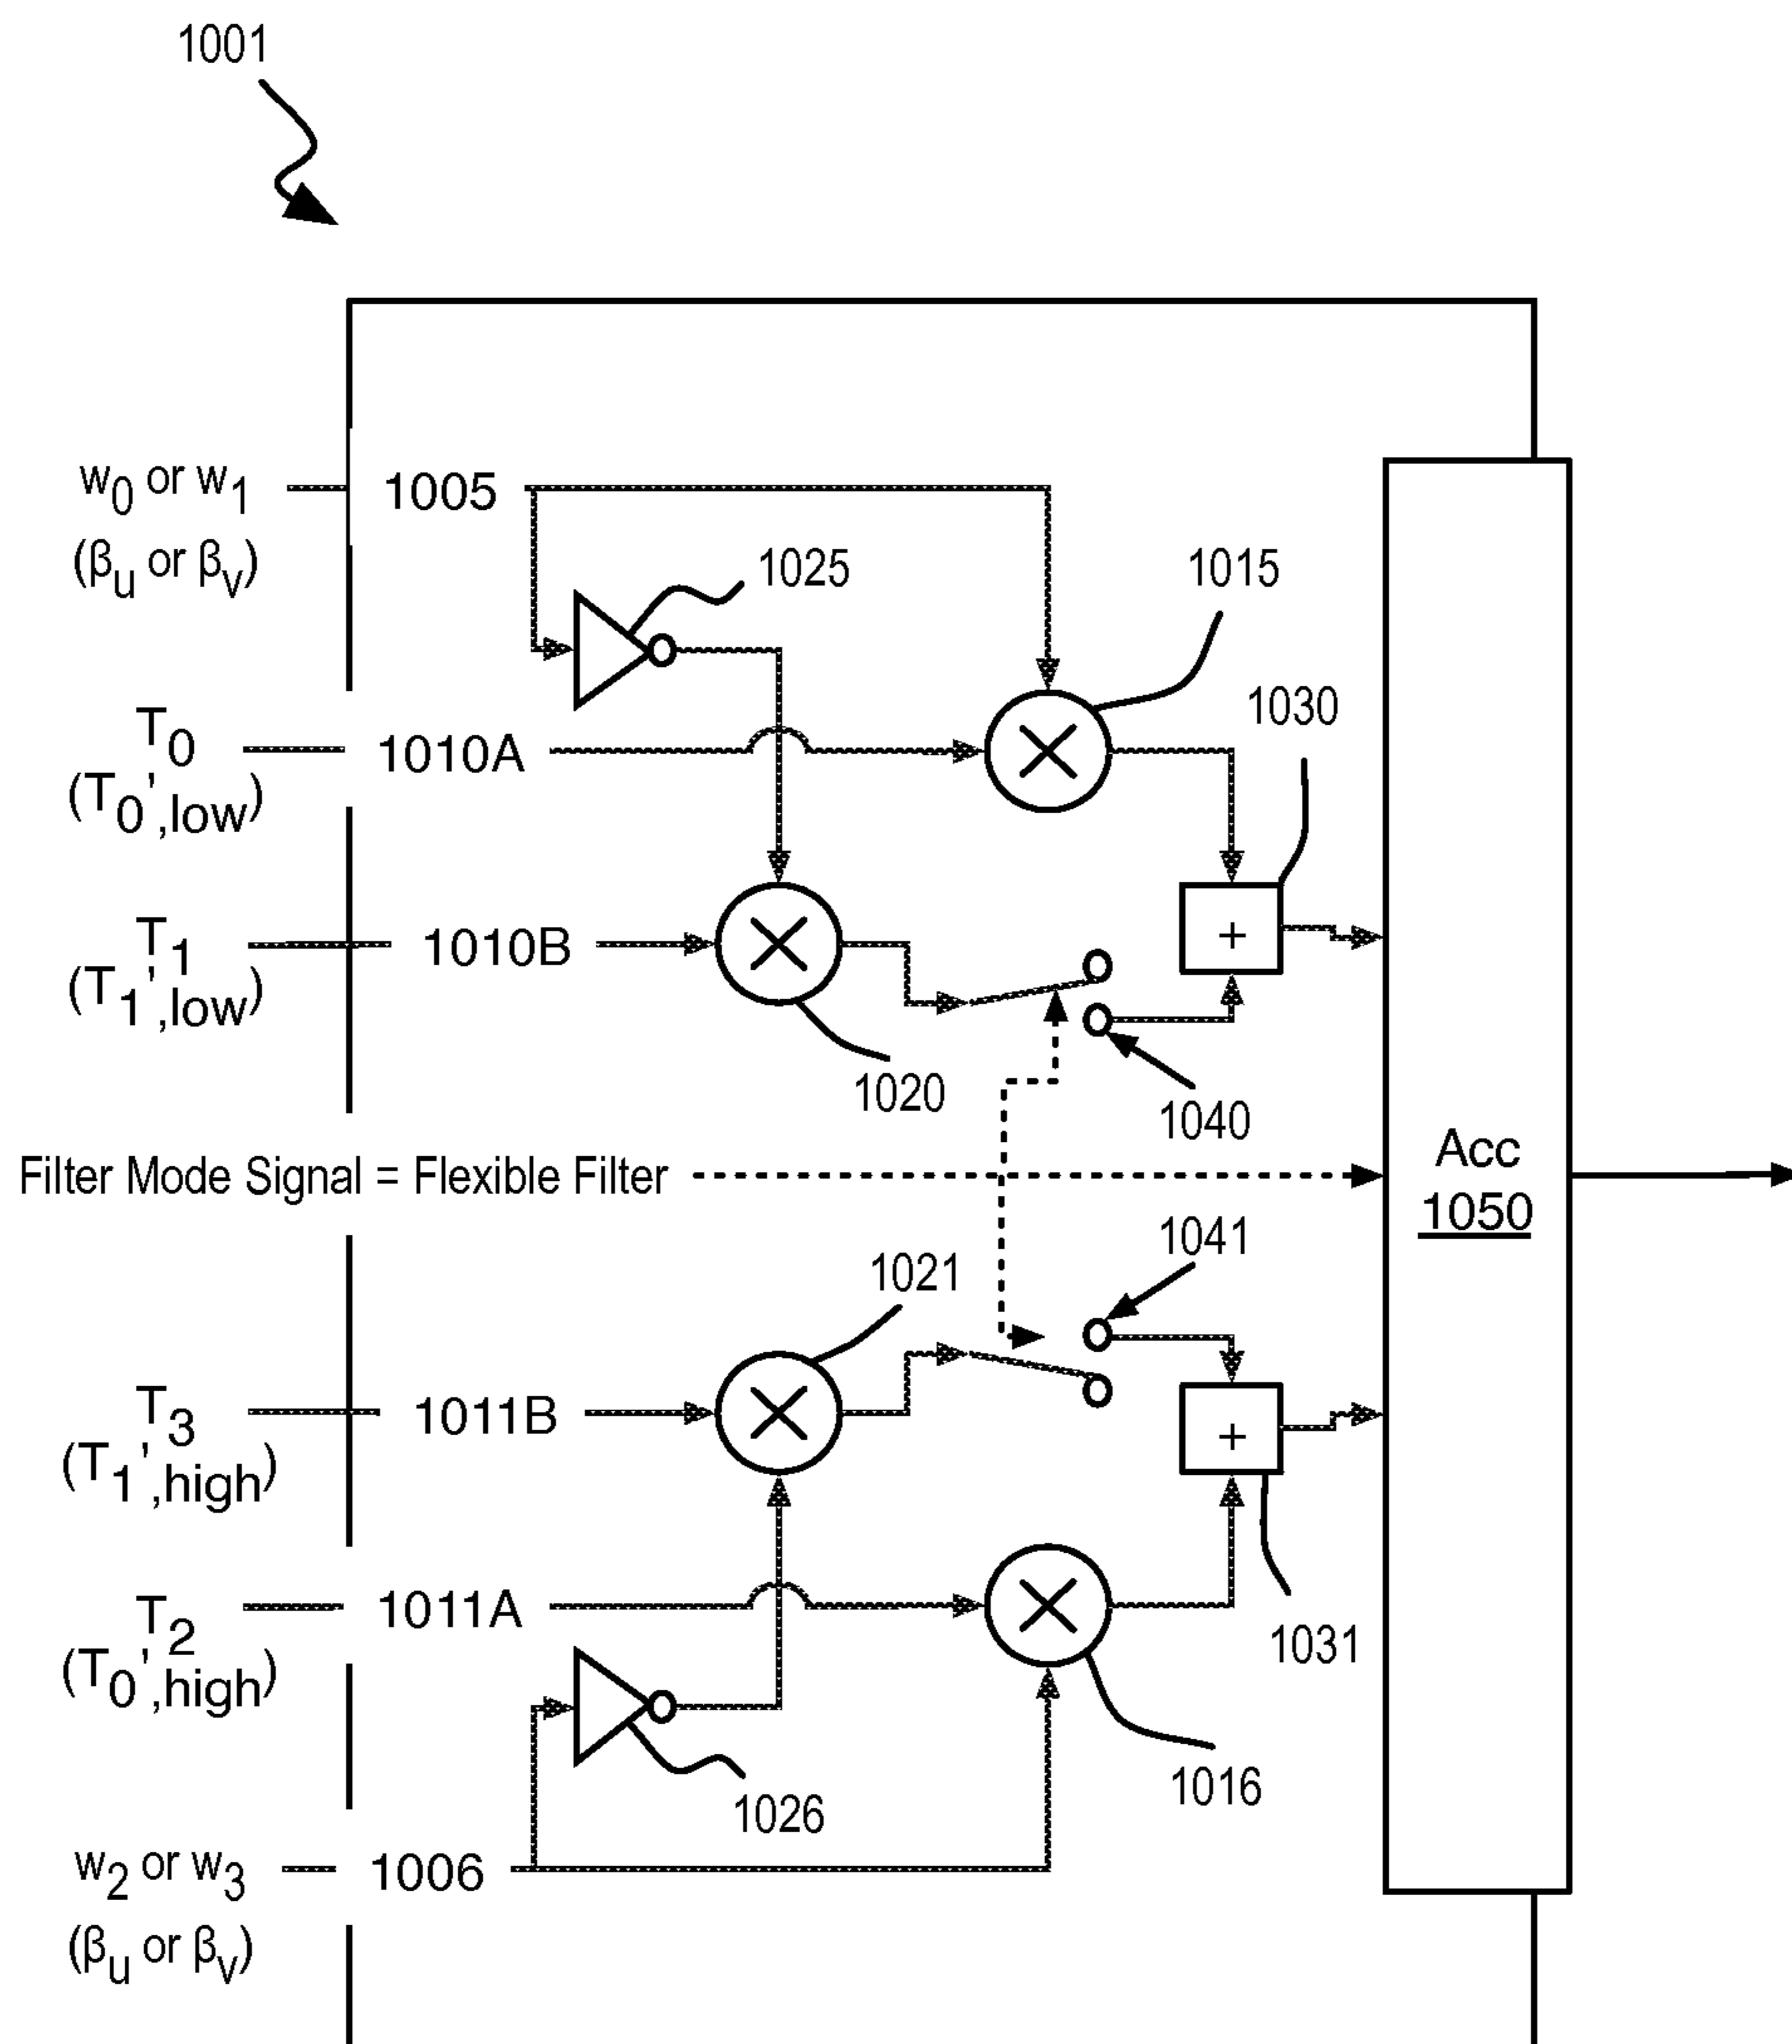 1001
w0 or w1
(βu or βv)
1005
1025
1015
T0
(T0',low)
1010A
1030
T1
(T1',low)
1010B
1020
1040
Filter Mode Signal = Flexible Filter
Acc
1050
1041
1021
T3
(T1',high)
1011B
T2
(T0',high)
1011A
1031
1016
1026
w2 or w3
(βu or βv)
1006
+
+